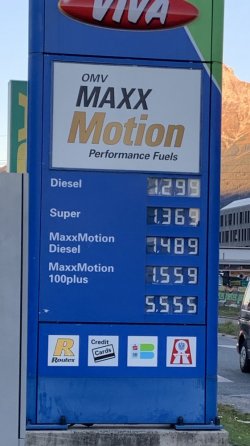 VIVA
OMV
MAXX
Motion
Performance Fuels
Diesel 1.299
Super 1.369
MaxxMotion
Diesel 1.489
MaxxMotion
100plus 1.559
5.555
R
Routex
Credit
Cards
B